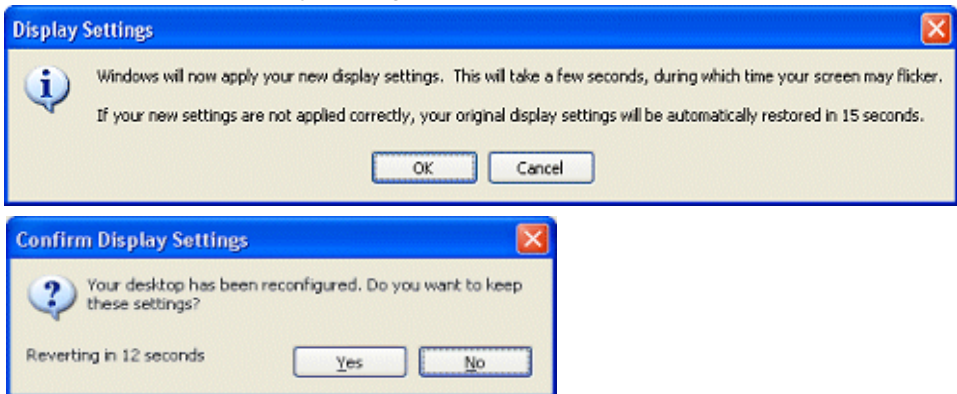 Display Settings
Windows will now apply your new display settings.  This will take a few seconds, during which time your screen may flicker.
If your new settings are not applied correctly, your original display settings will be automatically restored in 15 seconds.
OK
Cancel
Confirm Display Settings
Your desktop has been reconfigured. Do you want to keep
these settings?
Reverting in 12 seconds
Yes
No